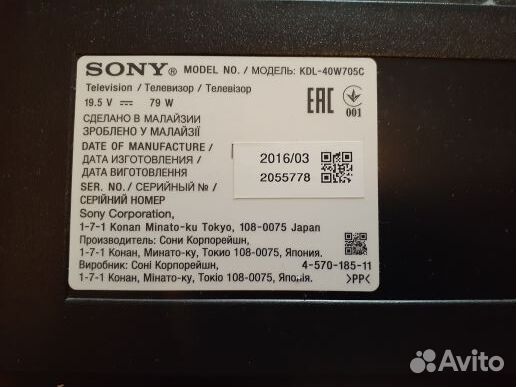 SONY® MODEL NO. / МОДЕЛЬ: KDL-40W705C
Television / Телевизор / Телевізор
19.5 V ⎓ 79 W
СДЕЛАНО В МАЛАЙЗИИ
ЗРОБЛЕНО У МАЛАЙЗІЇ
EAC
001
DATE OF MANUFACTURE /
ДАТА ИЗГОТОВЛЕНИЯ /
ДАТА ВИГОТОВЛЕННЯ
2016/03
SER. NO. / СЕРИЙНЫЙ № /
СЕРІЙНИЙ НОМЕР
2055778
Sony Corporation,
1-7-1 Konan Minato-ku Tokyo, 108-0075 Japan
Производитель: Сони Корпорейшн,
1-7-1 Конан, Минато-ку, Токио 108-0075, Япония.
Виробник: Соні Корпорейшн, 4-570-185-11
1-7-1 Конан, Мінато-ку, Токіо 108-0075, Японія. >PP<
Avito